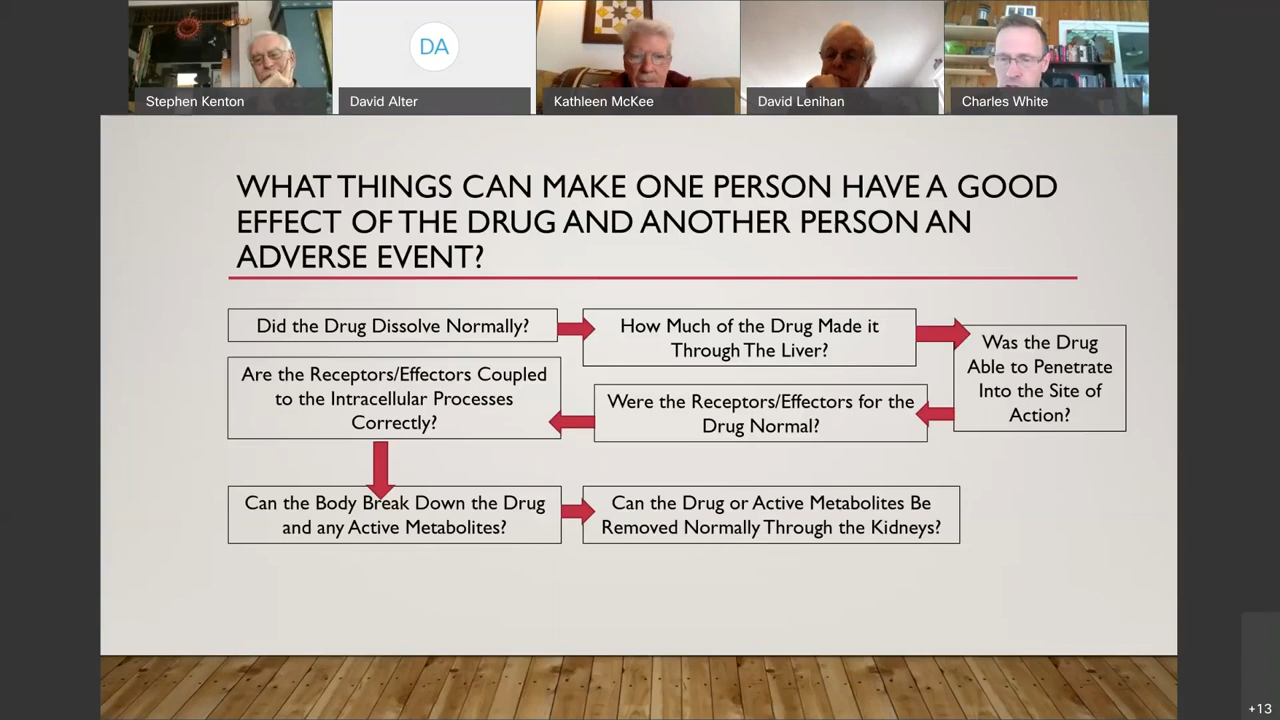 DA
Stephen Kenton
David Alter
Kathleen McKee
David Lenihan
Charles White
WHAT THINGS CAN MAKE ONE PERSON HAVE A GOOD
EFFECT OF THE DRUG AND ANOTHER PERSON AN
ADVERSE EVENT?
Did the Drug Dissolve Normally?
How Much of the Drug Made it
Through The Liver?
Was the Drug
Able to Penetrate
Into the Site of
Action?
Were the Receptors/Effectors for the
Drug Normal?
Are the Receptors/Effectors Coupled
to the Intracellular Processes
Correctly?
Can the Body Break Down the Drug
and any Active Metabolites?
Can the Drug or Active Metabolites Be
Removed Normally Through the Kidneys?
+13